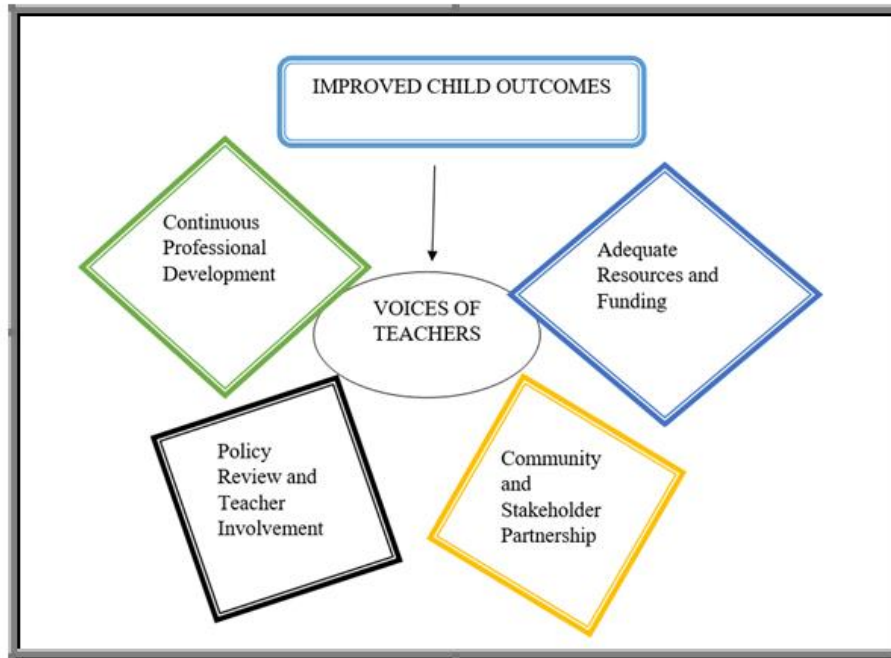 IMPROVED CHILD OUTCOMES
Continuous
Professional
Development
Adequate
Resources and
Funding
VOICES OF
TEACHERS
Policy
Review and
Teacher
Involvement
Community
and
Stakeholder
Partnership